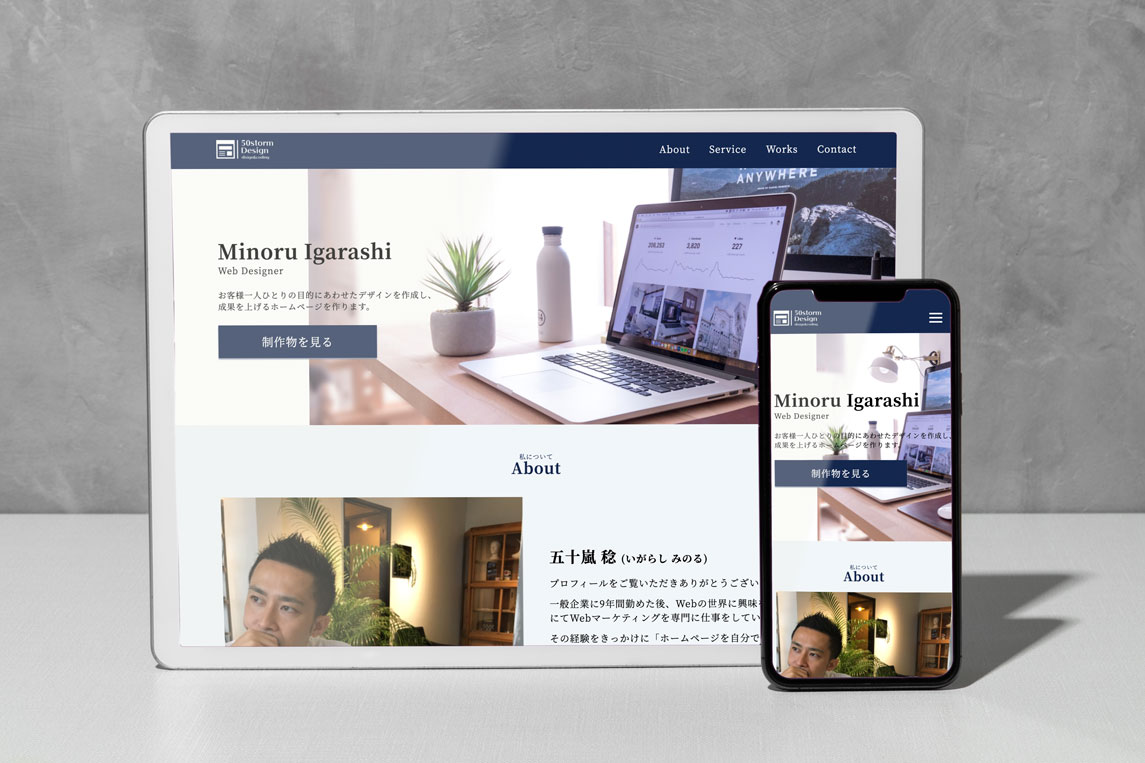 50storm
Design
design&coding
About Service Works Contact
ANYWHERE
206,253 3,820 227
Minoru Igarashi
Web Designer
お客様一人ひとりの目的にあわせたデザインを作成し、
成果を上げるホームページを作ります。
制作物を見る
私について
About
五十嵐 稔 (いがらし みのる)
プロフィールをご覧いただきありがとうござい
一般企業に9年間勤めた後、Webの世界に興味
にてWebマーケティングを専門に仕事をしてい
その経験をきっかけに「ホームページを自分で
50storm
Design
design&coding
Minoru Igarashi
Web Designer
お客様一人ひとりの目的にあわせたデザインを作成し、
成果を上げるホームページを作ります。
制作物を見る
私について
About